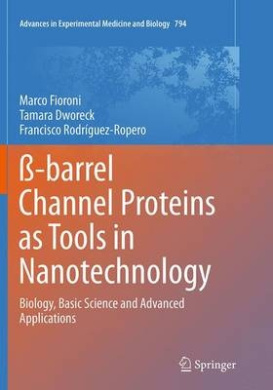 Advances in Experimental Medicine and Biology 794
Marco Fioroni
Tamara Dworeck
Francisco Rodríguez-Ropero
ß-barrel
Channel Proteins
as Tools in
Nanotechnology
Biology, Basic Science and Advanced
Applications
Springer